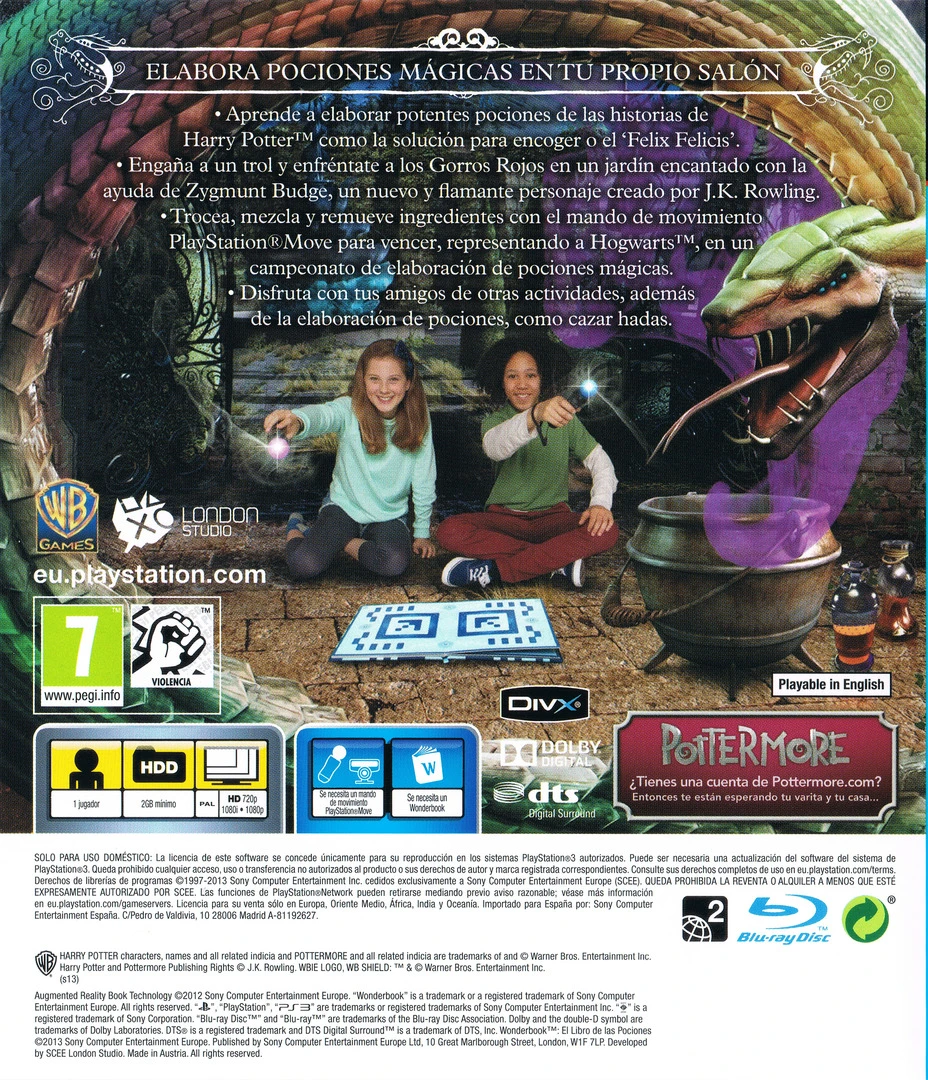 ELABORA POCIONES MÁGICAS EN TU PROPIO SALÓN
• Aprende a elaborar potentes pociones de las historias de
Harry Potter™ como la solución para encoger o el ‘Felix Felicis’.
• Engaña a un trol y enfréntate a los Gorros Rojos en un jardín encantado con la
ayuda de Zygmunt Budge, un nuevo y flamante personaje creado por J.K. Rowling.
• Trocea, mezcla y remueve ingredientes con el mando de movimiento
PlayStation®Move para vencer, representando a Hogwarts™, en un
campeonato de elaboración de pociones mágicas.
• Disfruta con tus amigos de otras actividades, además
de la elaboración de pociones, como cazar hadas.
WB
GAMES
LONDON
STUDIO
eu.playstation.com
7
™
www.pegi.info
™
VIOLENCIA
Playable in English
DIVX®
DOLBY
DIGITAL
dts
Digital Surround
POTTERMORE
¿Tienes una cuenta de Pottermore.com?
Entonces te están esperando tu varita y tu casa...
HDD
1 jugador
2GB mínimo
PAL
HD 720p
1080i • 1080p
Se necesita un mando
de movimiento
PlayStation®Move
W
Se necesita un
Wonderbook
SOLO PARA USO DOMÉSTICO: La licencia de este software se concede únicamente para su reproducción en los sistemas PlayStation®3 autorizados. Puede ser necesaria una actualización del software del sistema de
PlayStation®3. Queda prohibido cualquier acceso, uso o transferencia no autorizados al producto o sus derechos de autor y marca registrada correspondientes. Consulte sus derechos completos de uso en eu.playstation.com/terms.
Derechos de librerías de programas ©1997-2013 Sony Computer Entertainment Inc. cedidos exclusivamente a Sony Computer Entertainment Europe (SCEE). QUEDA PROHIBIDA LA REVENTA O ALQUILER A MENOS QUE ESTÉ
EXPRESAMENTE AUTORIZADO POR SCEE. Las funciones de PlayStation®Network pueden retirarse mediando previo aviso razonable; véase más información
en eu.playstation.com/gameservers. Licencia para su venta sólo en Europa, Oriente Medio, África, India y Oceanía. Importado para España por: Sony Computer
Entertainment España. C/Pedro de Valdivia, 10 28006 Madrid A-81192627.
2
Blu-ray Disc™
®
WB
HARRY POTTER characters, names and all related indicia and POTTERMORE and all related indicia are trademarks of and © Warner Bros. Entertainment Inc.
Harry Potter and Pottermore Publishing Rights © J.K. Rowling. WBIE LOGO, WB SHIELD: ™ & © Warner Bros. Entertainment Inc.
(s13)
Augmented Reality Book Technology ©2012 Sony Computer Entertainment Europe. “Wonderbook” is a trademark or a registered trademark of Sony Computer
Entertainment Europe. All rights reserved. “ ”, “PlayStation”, “PS3” are trademarks or registered trademarks of Sony Computer Entertainment Inc. “ ” is a
registered trademark of Sony Corporation. “Blu-ray Disc™” and “Blu-ray™” are trademarks of the Blu-ray Disc Association. Dolby and the double-D symbol are
trademarks of Dolby Laboratories. DTS® is a registered trademark and DTS Digital Surround™ is a trademark of DTS, Inc. Wonderbook™: El Libro de las Pociones
©2013 Sony Computer Entertainment Europe. Published by Sony Computer Entertainment Europe Ltd, 10 Great Marlborough Street, London, W1F 7LP. Developed
by SCEE London Studio. Made in Austria. All rights reserved.